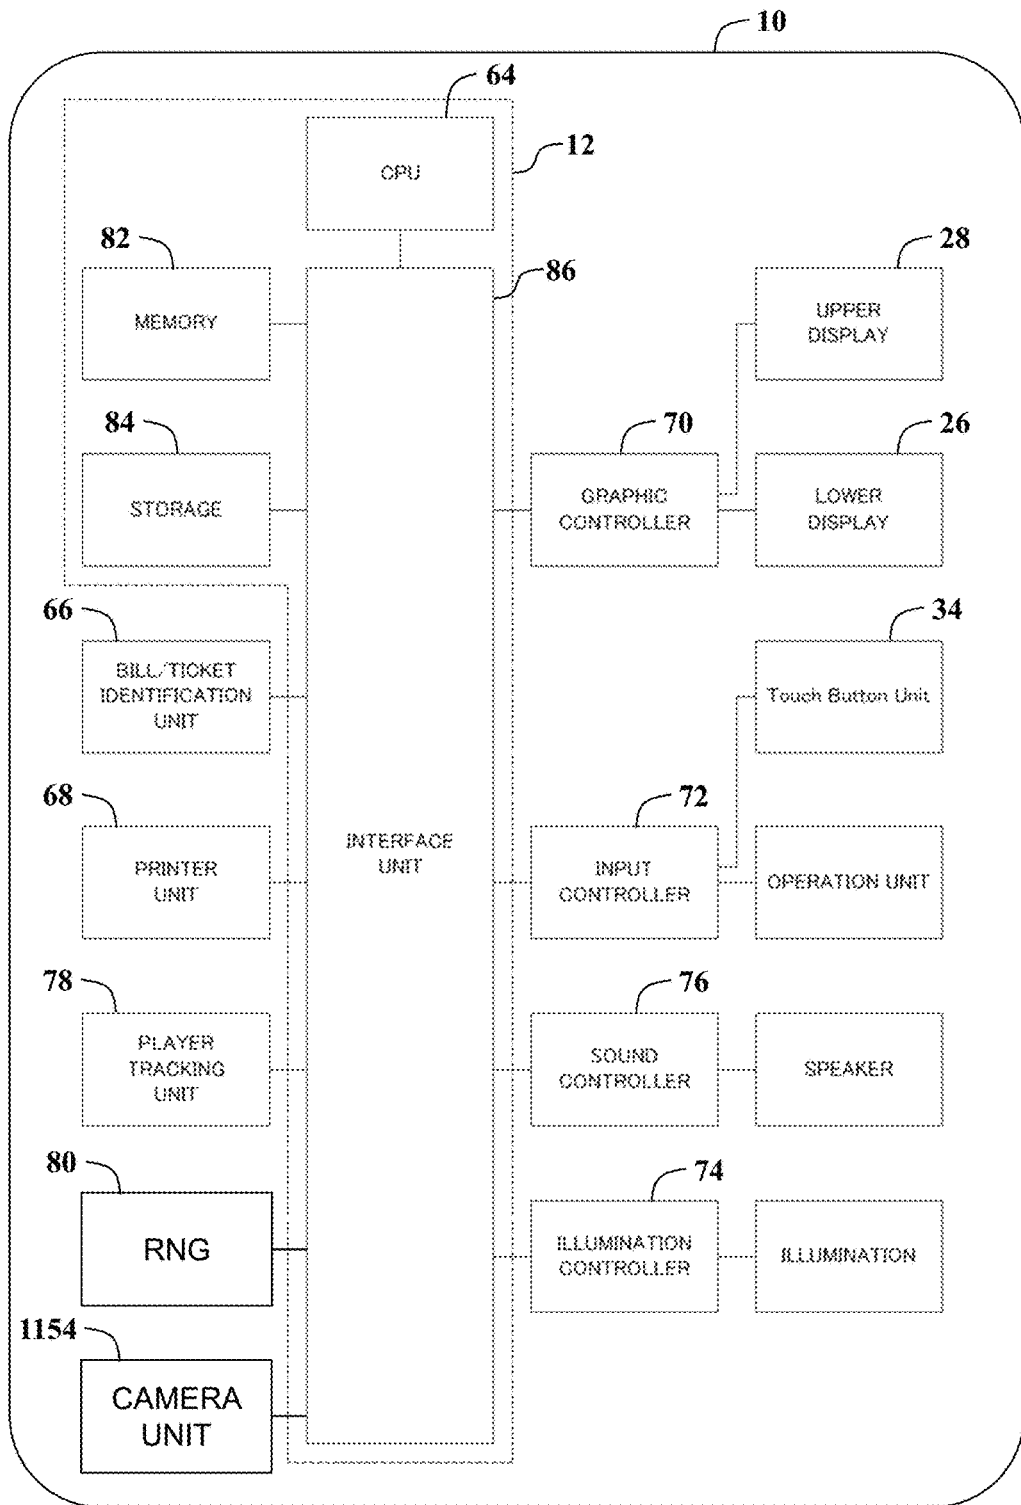 10
64
CPU
12
82
MEMORY
86
28
UPPER
DISPLAY
84
STORAGE
70
GRAPHIC
CONTROLLER
26
LOWER
DISPLAY
66
BILL/TICKET
IDENTIFICATION
UNIT
34
Touch Button Unit
68
PRINTER
UNIT
INTERFACE
UNIT
72
INPUT
CONTROLLER
OPERATION UNIT
78
PLAYER
TRACKING
UNIT
76
SOUND
CONTROLLER
SPEAKER
80
RNG
74
ILLUMINATION
CONTROLLER
ILLUMINATION
1154
CAMERA
UNIT